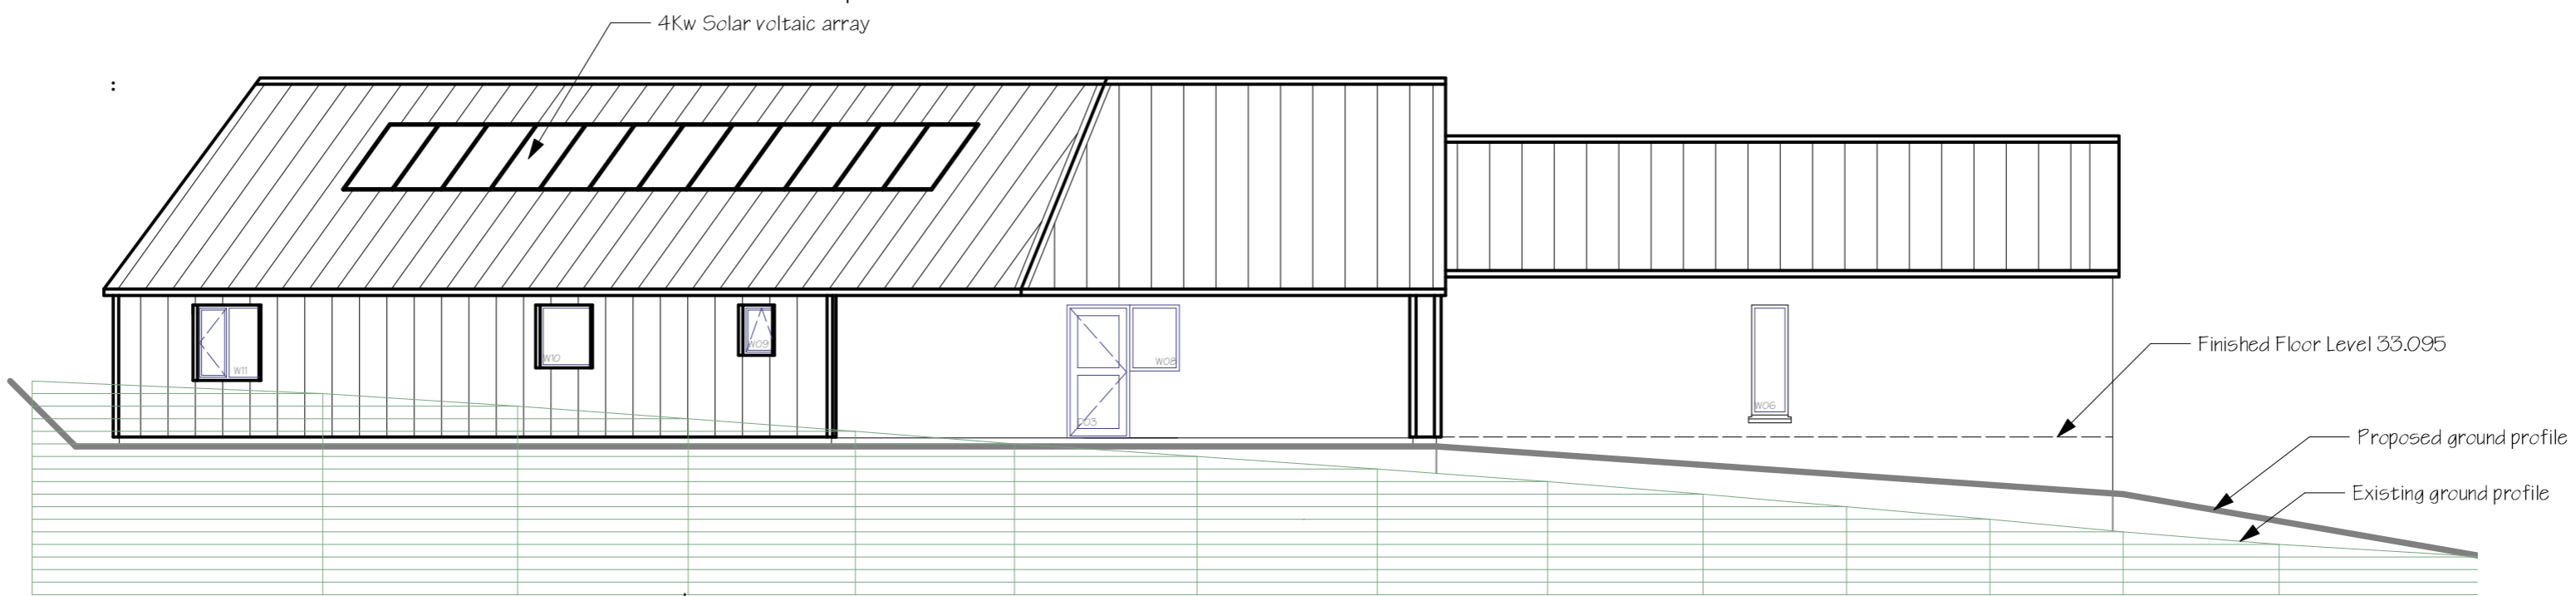 4Kw Solar voltaic array
:
W11
W10
W09
W08
D03
W06
Finished Floor Level 33.095
Proposed ground profile
Existing ground profile